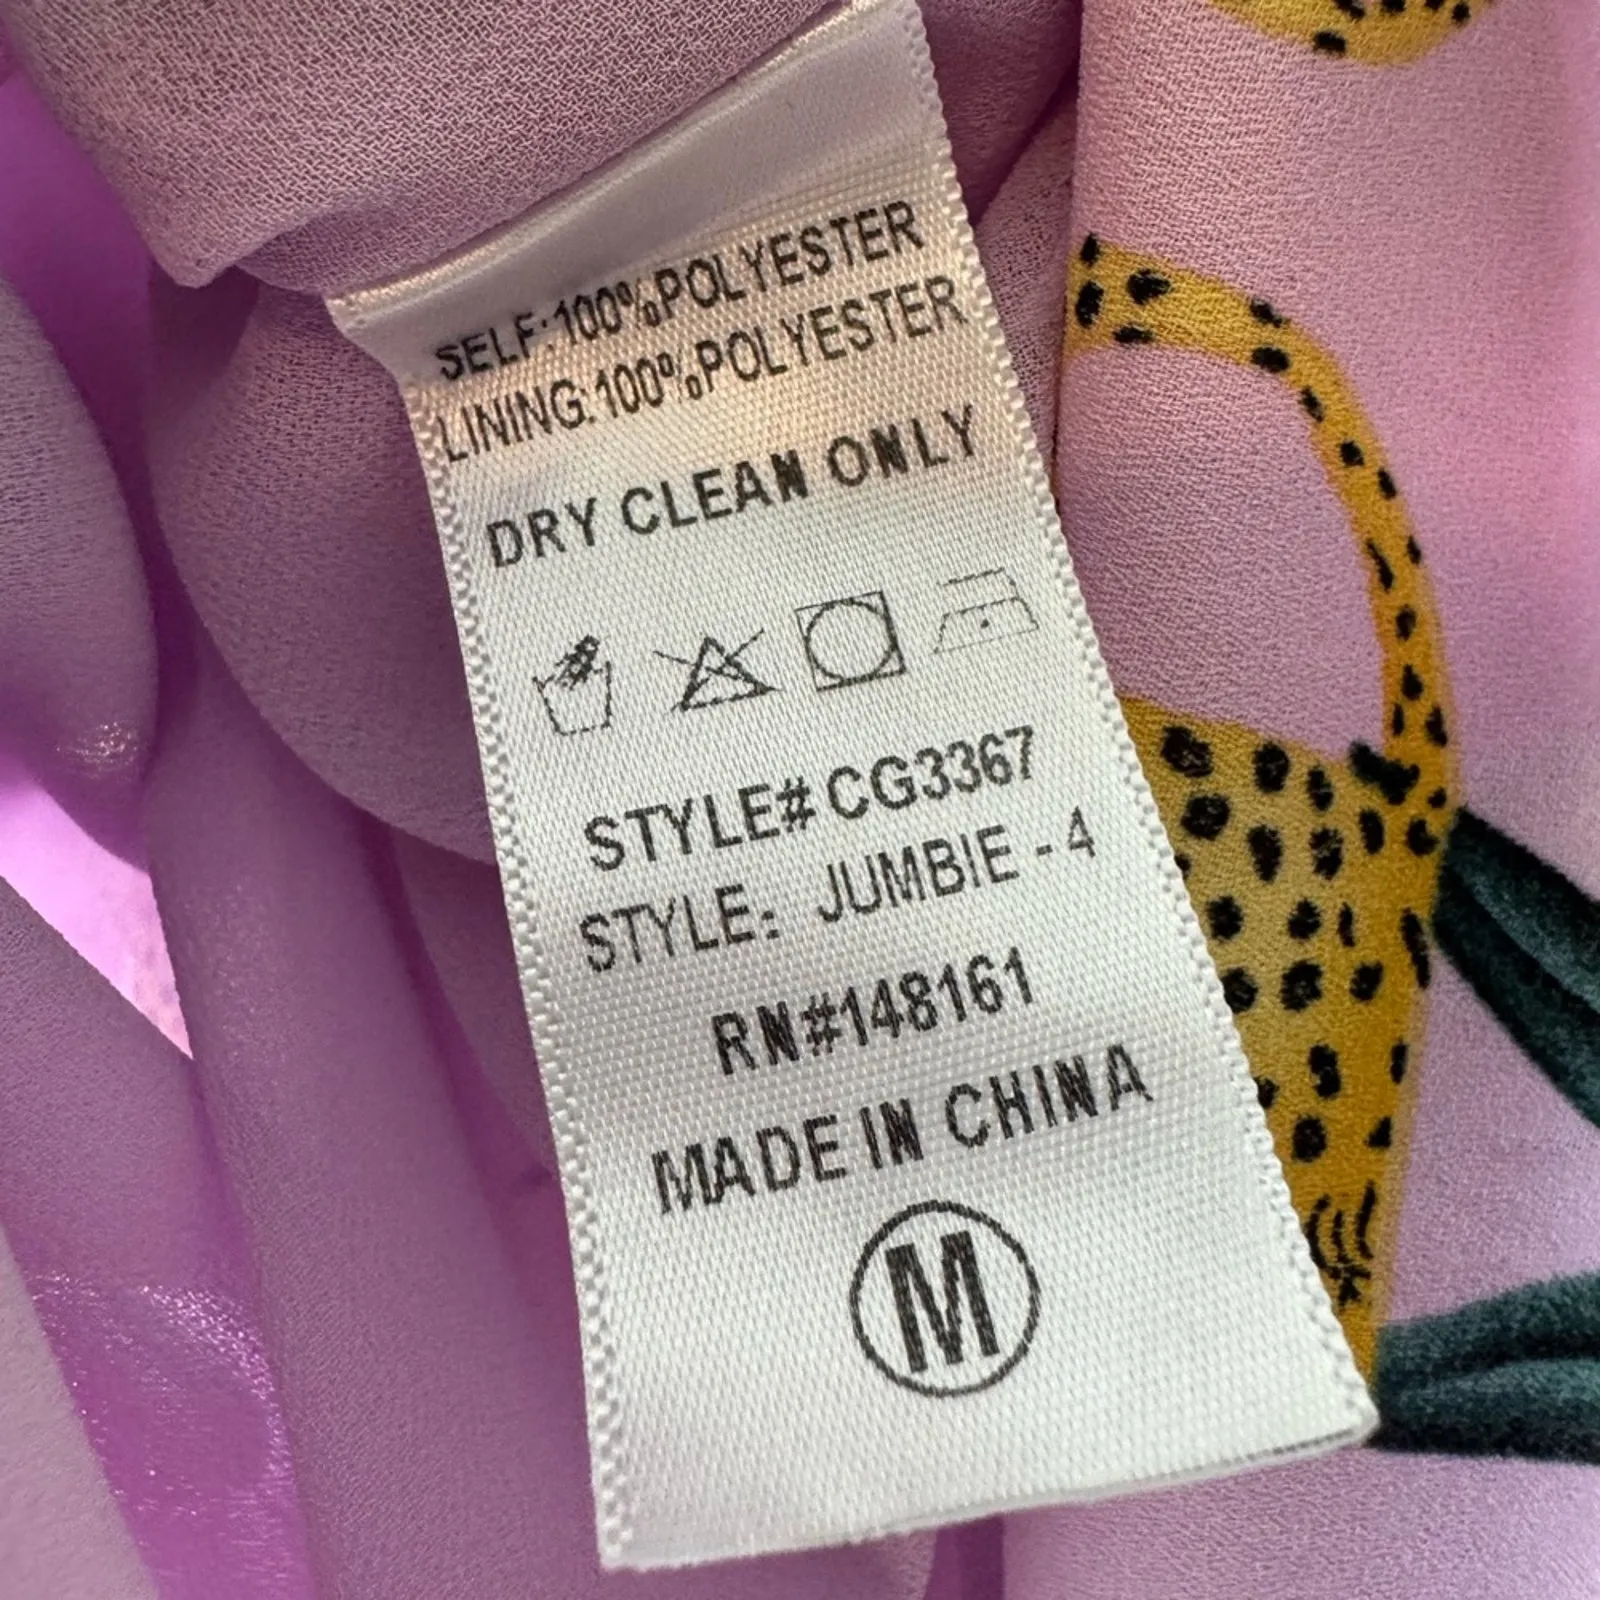 SELF:100%POLYESTER
LINING:100%POLYESTER
DRY CLEAN ONLY
STYLE# CG3367
STYLE: JUMBIE - 4
RN#148161
MADE IN CHINA
M